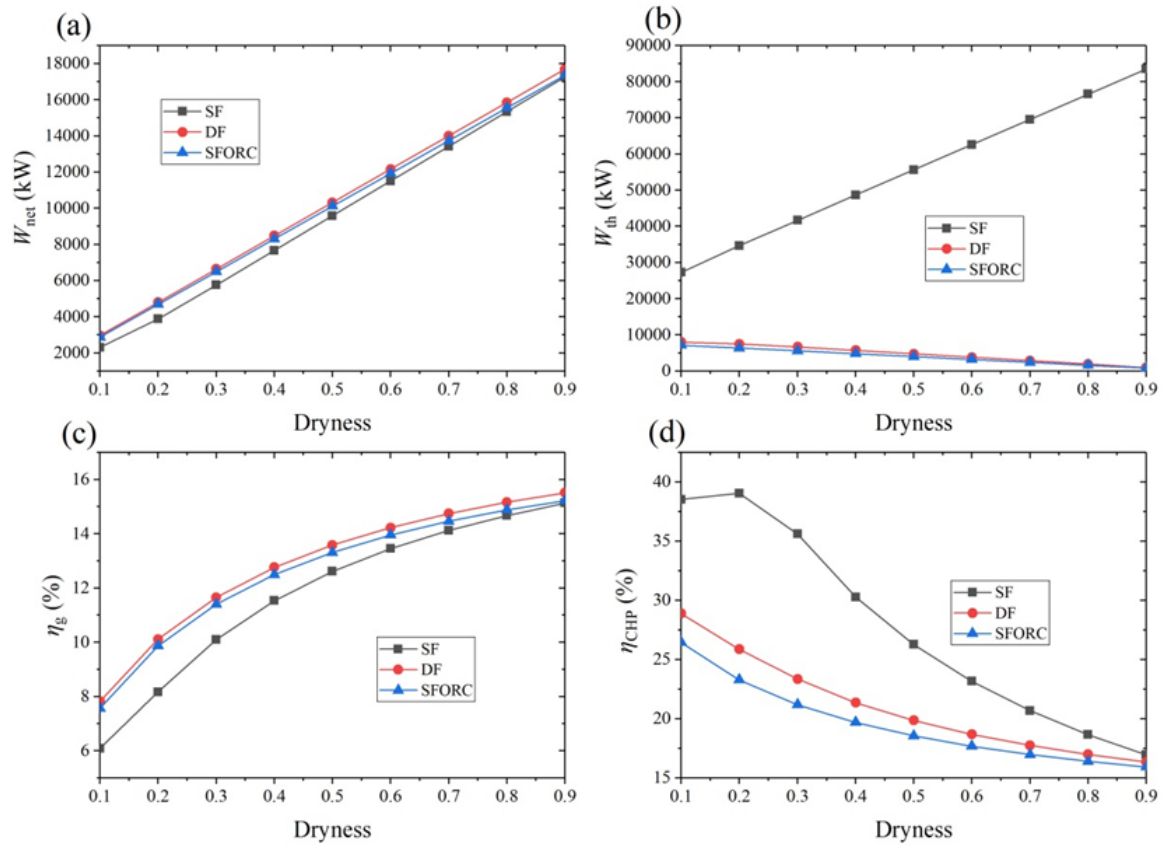 (a)
18000
16000
14000
12000
10000
8000
6000
4000
2000
W_net (kW)
SF
DF
SFORC
0.1 0.2 0.3 0.4 0.5 0.6 0.7 0.8 0.9
Dryness
(b)
90000
80000
70000
60000
50000
40000
30000
20000
10000
0
W_th (kW)
SF
DF
SFORC
0.1 0.2 0.3 0.4 0.5 0.6 0.7 0.8 0.9
Dryness
(c)
16
14
12
10
8
6
η_g (%)
SF
DF
SFORC
0.1 0.2 0.3 0.4 0.5 0.6 0.7 0.8 0.9
Dryness
(d)
40
35
30
25
20
15
η_CHP (%)
SF
DF
SFORC
0.1 0.2 0.3 0.4 0.5 0.6 0.7 0.8 0.9
Dryness